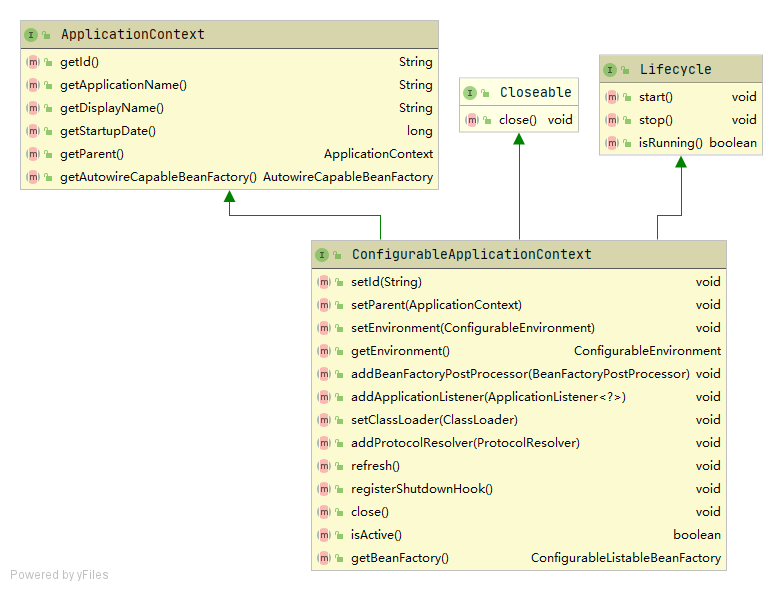 ApplicationContext
getId() String
getApplicationName() String
getDisplayName() String
getStartupDate() long
getParent() ApplicationContext
getAutowireCapableBeanFactory() AutowireCapableBeanFactory
Closeable
close() void
Lifecycle
start() void
stop() void
isRunning() boolean
ConfigurableApplicationContext
setId(String) void
setParent(ApplicationContext) void
setEnvironment(ConfigurableEnvironment) void
getEnvironment() ConfigurableEnvironment
addBeanFactoryPostProcessor(BeanFactoryPostProcessor) void
addApplicationListener(ApplicationListener<?>) void
setClassLoader(ClassLoader) void
addProtocolResolver(ProtocolResolver) void
refresh() void
registerShutdownHook() void
close() void
isActive() boolean
getBeanFactory() ConfigurableListableBeanFactory
Powered by yFiles